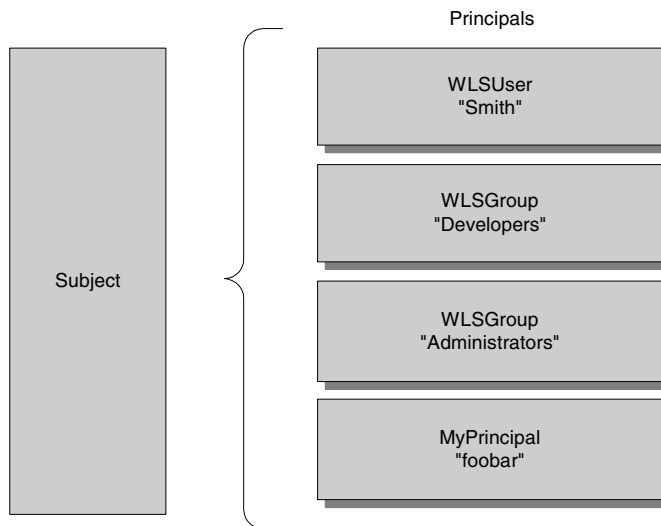 Principals
WLSUser
"Smith"
WLSGroup
"Developers"
Subject
WLSGroup
"Administrators"
MyPrincipal
"foobar"